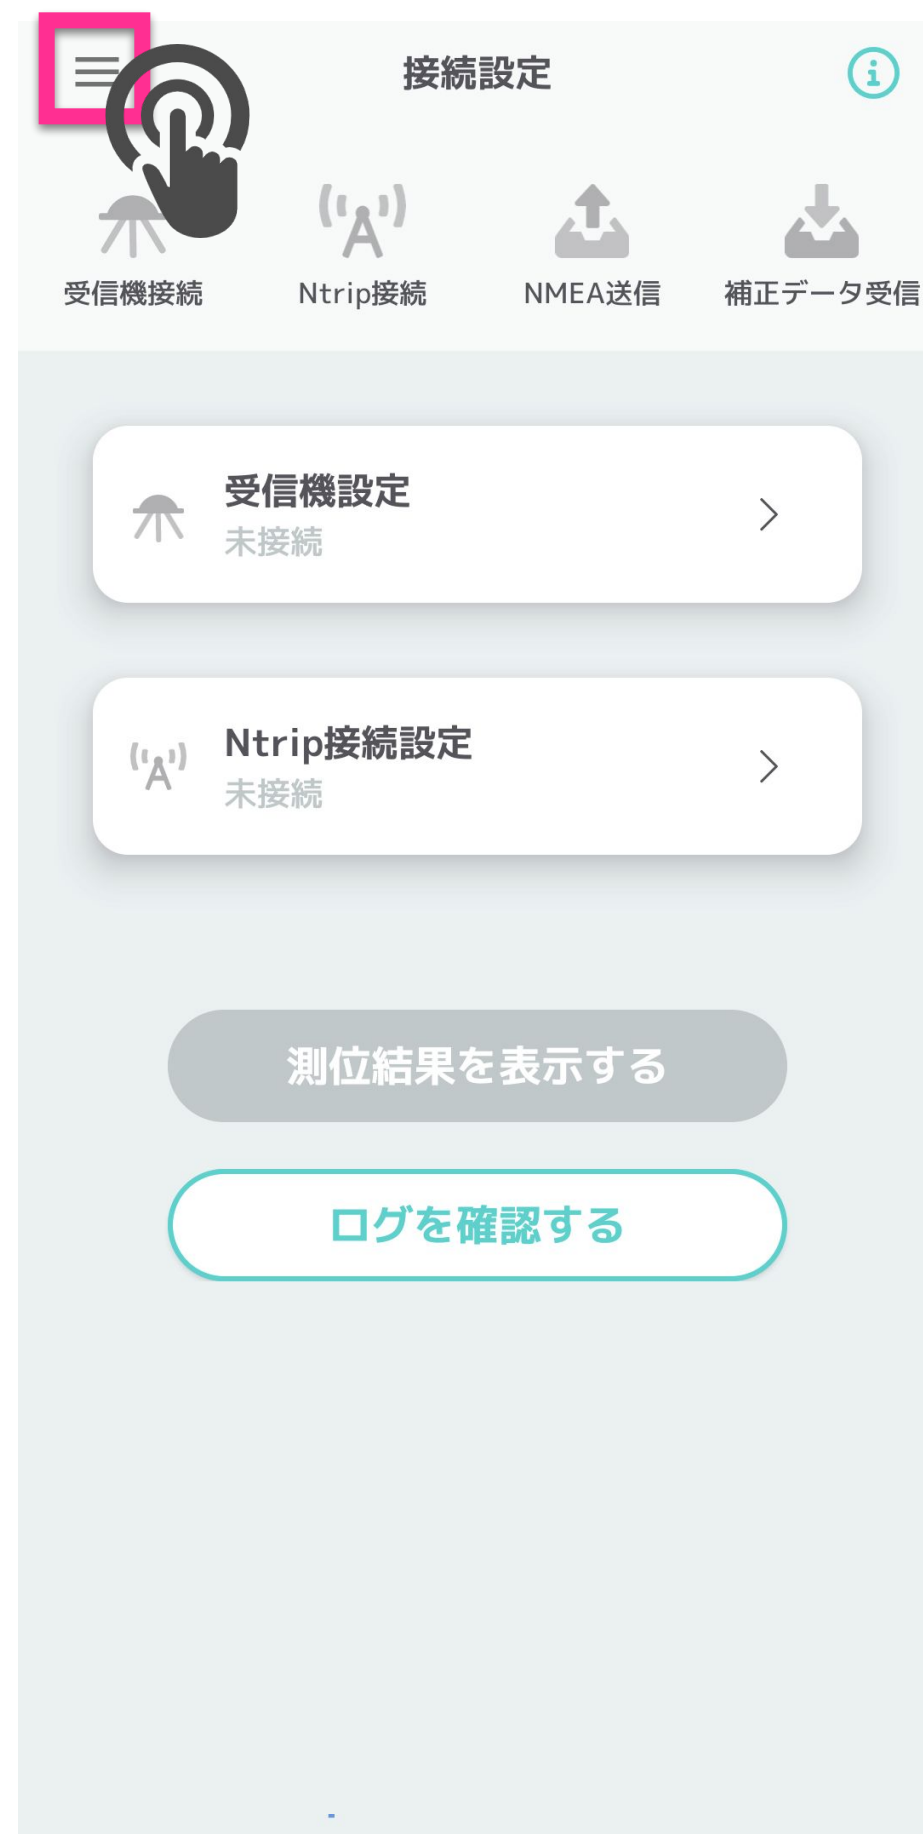 接続設定
受信機接続
Ntrip接続
NMEA送信
補正データ受信
受信機設定
未接続
Ntrip接続設定
未接続
測位結果を表示する
ログを確認する